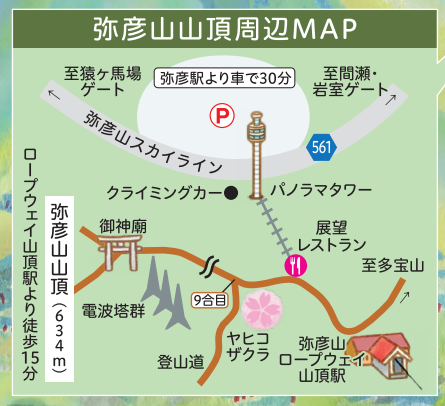 弥彦山山頂周辺MAP
至猿ヶ馬場
ゲート
弥彦駅より車で30分
至間瀬・
岩室ゲート
P
弥彦山スカイライン
561
クライミングカー
パノラマタワー
ロープウェイ山頂駅より徒歩15分
弥彦山山頂(634m)
御神廟
展望
レストラン
至多宝山
9合目
電波塔群
ヤヒコ
ザクラ
登山道
弥彦山
ロープウェイ
山頂駅